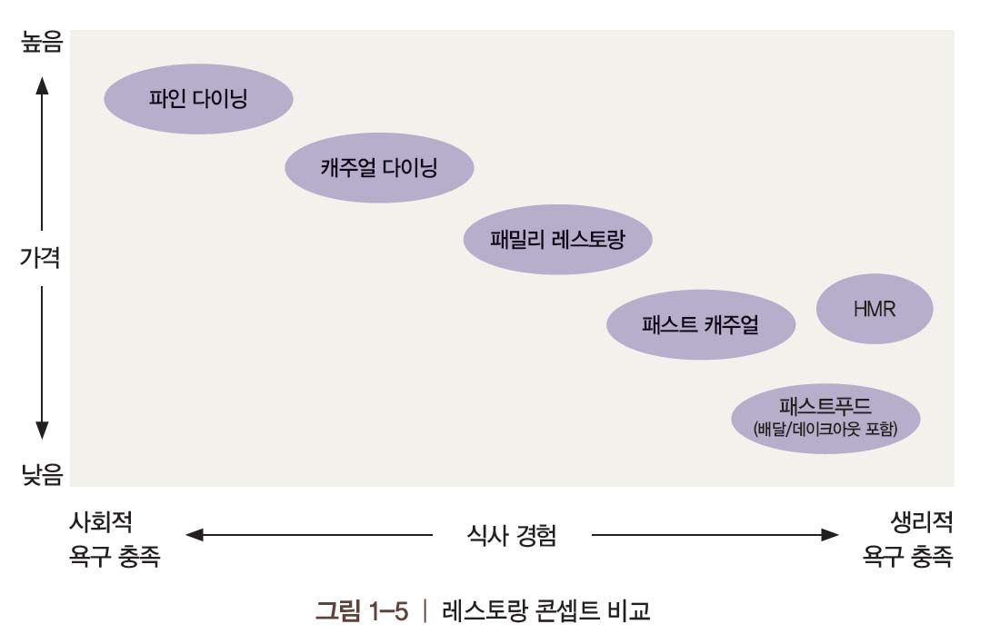 높음
파인 다이닝
캐주얼 다이닝
패밀리 레스토랑
가격
HMR
패스트 캐주얼
패스트푸드
(배달/데이크아웃 포함)
낮음
사회적
욕구 충족
식사 경험
생리적
욕구 충족
그림 1-5 | 레스토랑 콘셉트 비교